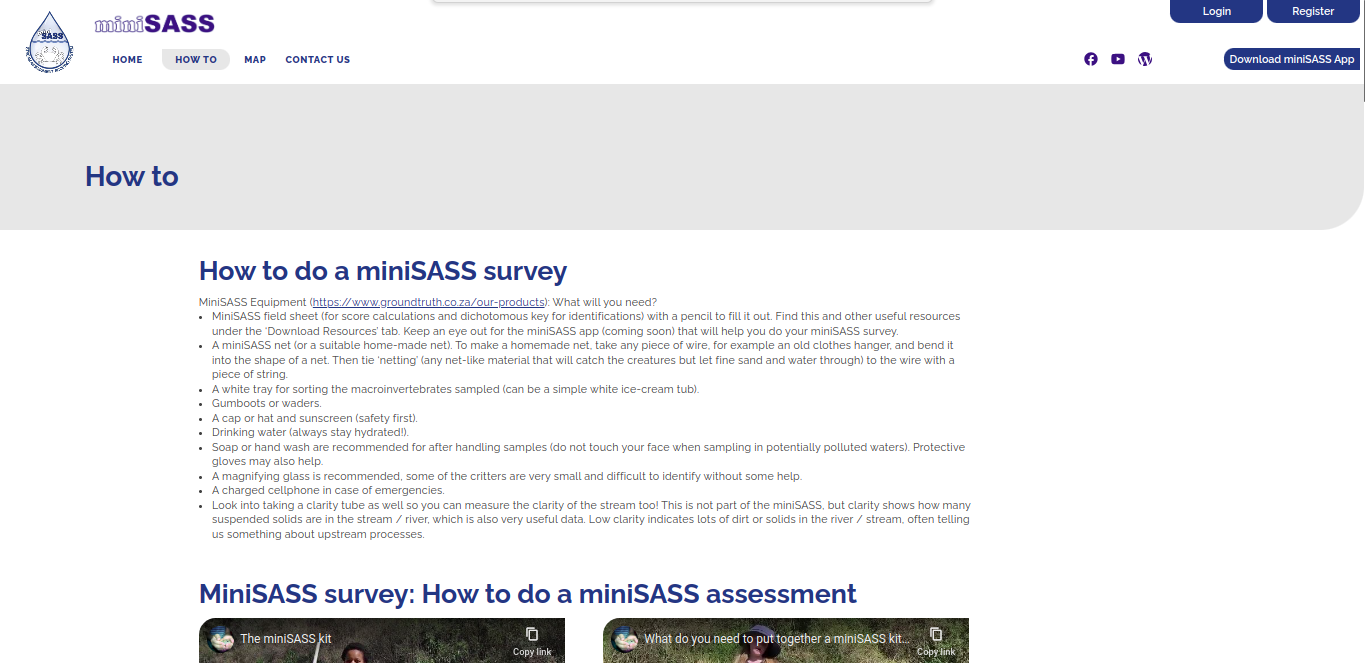 SASS
miniSASS
Login
Register
HOME
HOW TO
MAP
CONTACT US
Download miniSASS App
How to
How to do a miniSASS survey
MiniSASS Equipment (https://www.groundtruth.co.za/our-products): What will you need?
MiniSASS field sheet (for score calculations and dichotomous key for identifications) with a pencil to fill it out. Find this and other useful resources
under the 'Download Resources' tab. Keep an eye out for the miniSASS app (coming soon) that will help you do your miniSASS survey.
A miniSASS net (or a suitable home-made net). To make a homemade net, take any piece of wire, for example an old clothes hanger, and bend it
into the shape of a net. Then tie 'netting' (any net-like material that will catch the creatures but let fine sand and water through) to the wire with a
piece of string.
A white tray for sorting the macroinvertebrates sampled (can be a simple white ice-cream tub).
Gumboots or waders.
A cap or hat and sunscreen (safety first).
Drinking water (always stay hydrated!).
Soap or hand wash are recommended for after handling samples (do not touch your face when sampling in potentially polluted waters). Protective
gloves may also help.
A magnifying glass is recommended, some of the critters are very small and difficult to identify without some help.
A charged cellphone in case of emergencies.
Look into taking a clarity tube as well so you can measure the clarity of the stream too! This is not part of the miniSASS, but clarity shows how many
suspended solids are in the stream / river, which is also very useful data. Low clarity indicates lots of dirt or solids in the river / stream, often telling
us something about upstream processes.
MiniSASS survey: How to do a miniSASS assessment
The miniSASS kit
Copy link
What do you need to put together a miniSASS kit...
Copy link